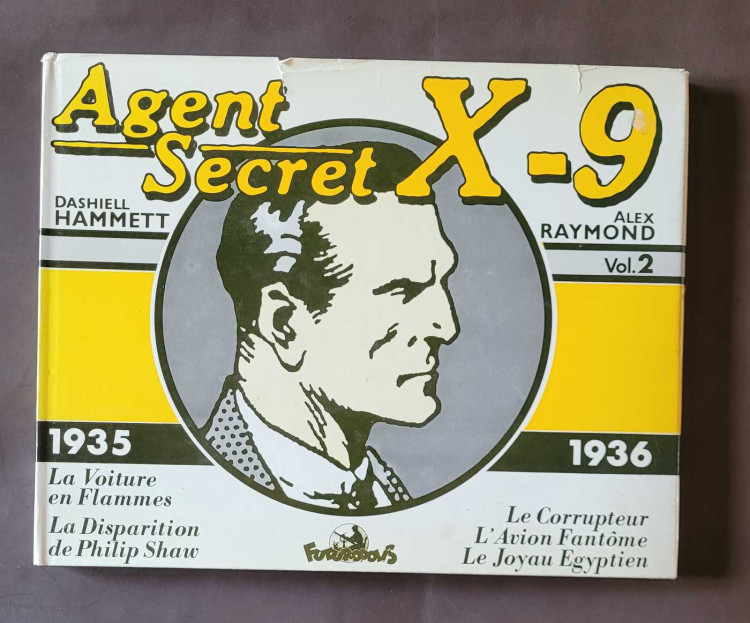 Agent
Secret X-9
DASHIELL
HAMMETT
ALEX
RAYMOND
Vol.2
1935
1936
La Voiture
en Flammes
La Disparition
de Philip Shaw
Le Corrupteur
L'Avion Fantôme
Le Joyau Egyptien
FUTUROPOLIS